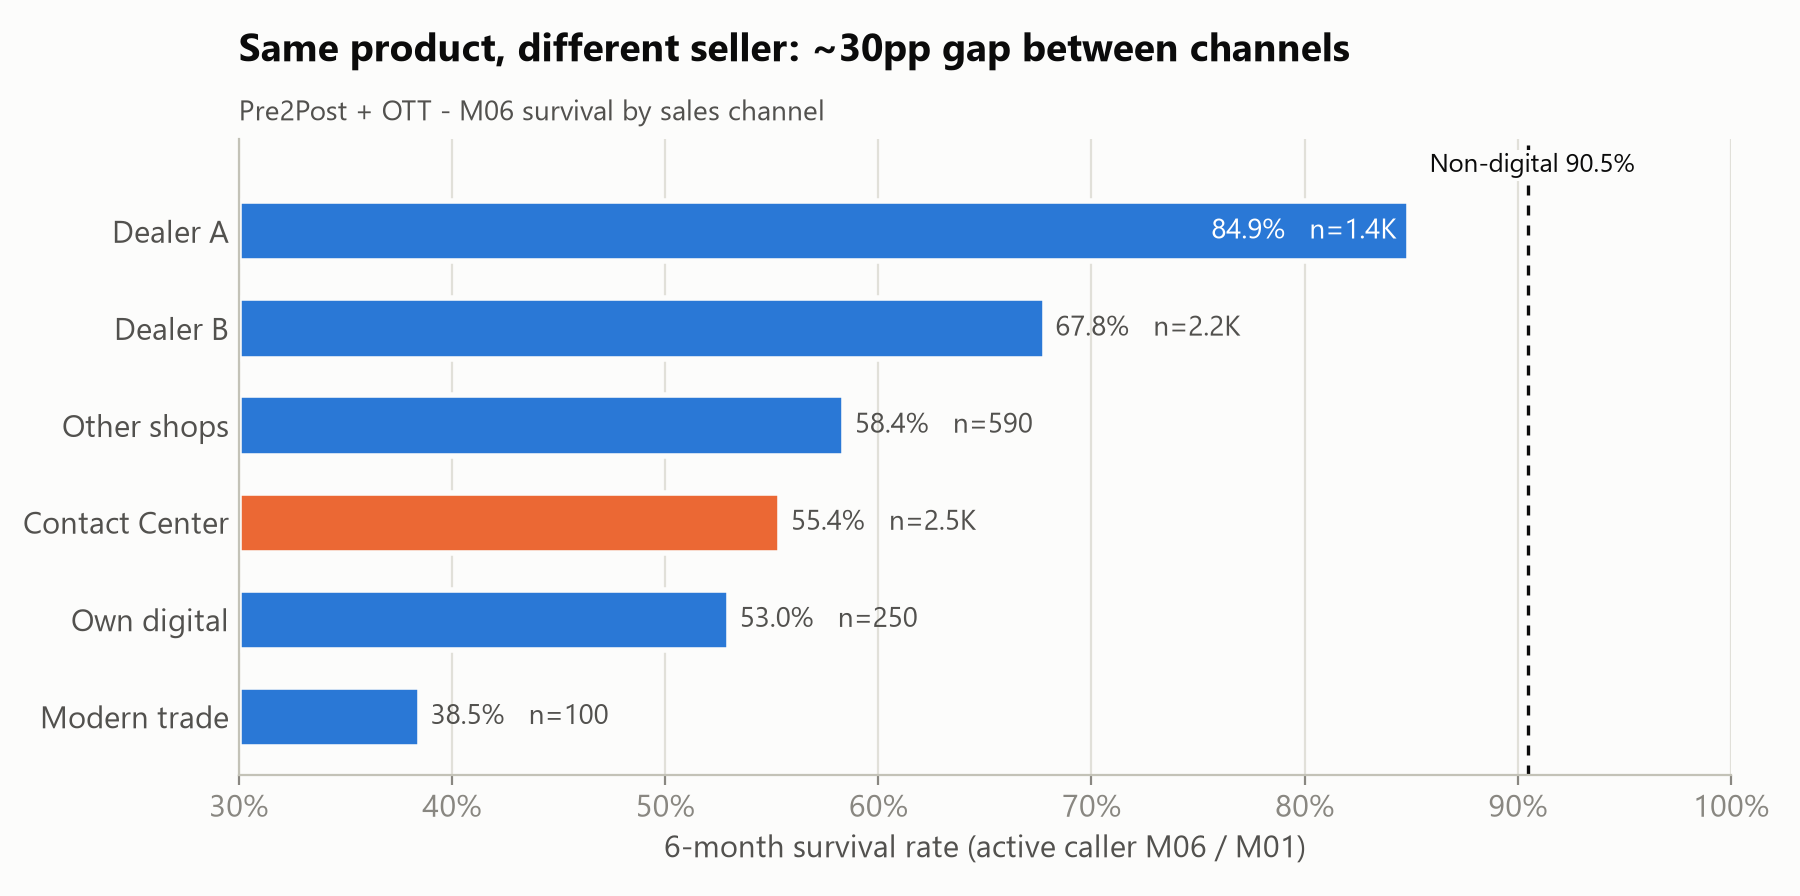 Same product, different seller: ~30pp gap between channels
Pre2Post + OTT - M06 survival by sales channel
Non-digital 90.5%
Dealer A 84.9% n=1.4K
Dealer B 67.8% n=2.2K
Other shops 58.4% n=590
Contact Center 55.4% n=2.5K
Own digital 53.0% n=250
Modern trade 38.5% n=100
30% 40% 50% 60% 70% 80% 90% 100%
6-month survival rate (active caller M06 / M01)